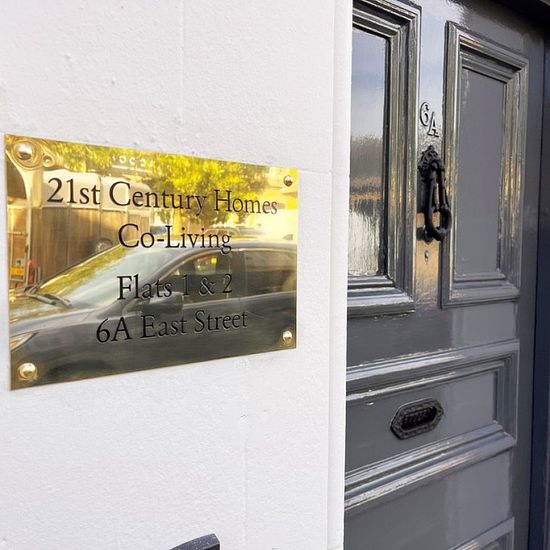 21st Century Homes
Co-Living
Flats 1 & 2
6A East Street
6A